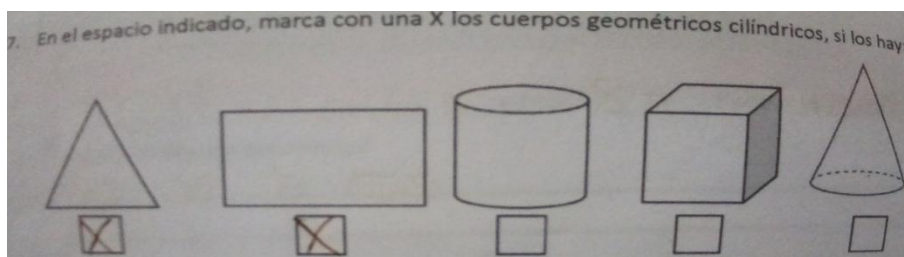 7. En el espacio indicado, marca con una X los cuerpos geométricos cilíndricos, si los hay
X X